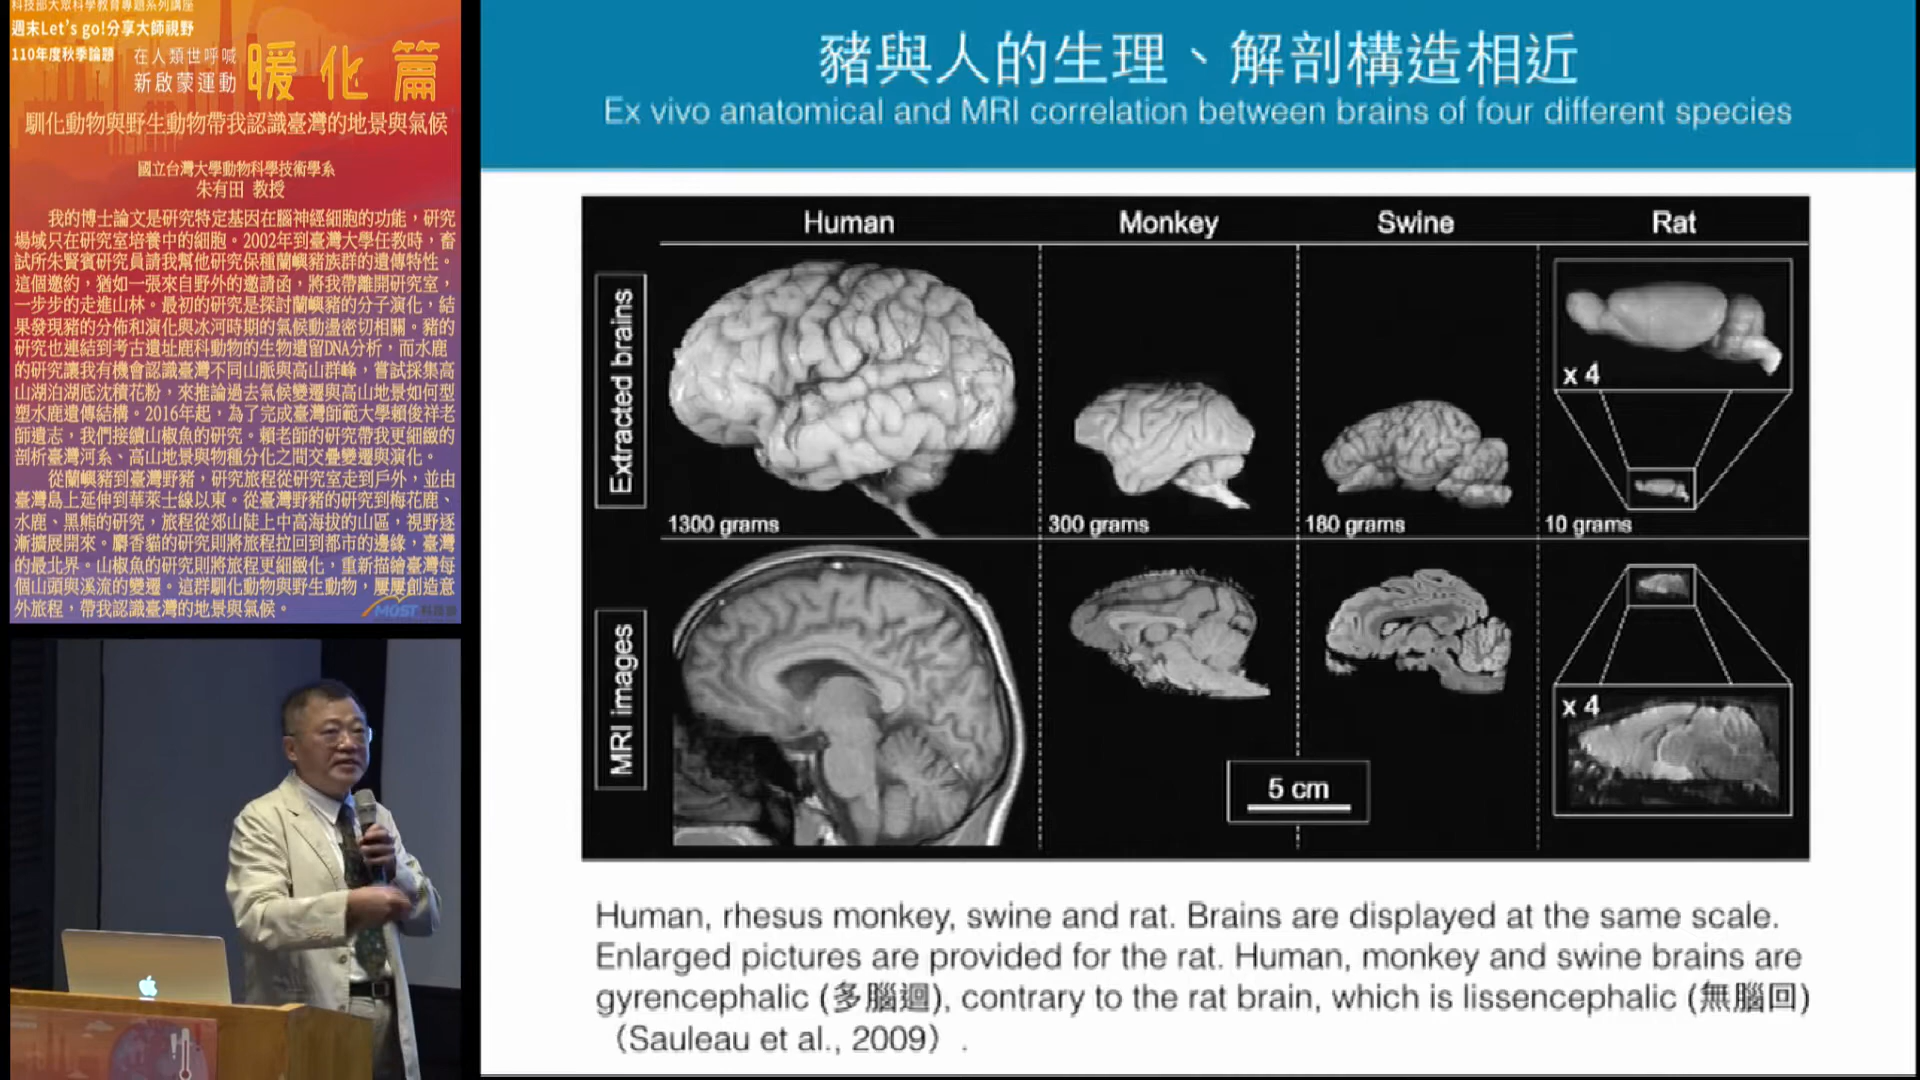 科技部大眾科學教育專題系列講座
週末Let's go!分享大師視野
110年度秋季論題
在人類世呼喊
新啟蒙運動
暖化篇
馴化動物與野生動物帶我認識臺灣的地景與氣候
國立台灣大學動物科學技術學系
朱有田 教授
我的博士論文是研究特定基因在腦神經細胞的功能，研究
場域只在研究室培養中的細胞。2002年到臺灣大學任教時，畜
試所朱賢賓研究員請我幫他研究保種蘭嶼豬族群的遺傳特性。
這個邀約，猶如一張來自野外的邀請函，將我帶離開研究室，
一步步的走進山林。最初的研究是探討蘭嶼豬的分子演化，結
果發現豬的分佈和演化與冰河時期的氣候動盪密切相關。豬的
研究也連結到考古遺址鹿科動物的生物遺留DNA分析，而水鹿
的研究讓我有機會認識臺灣不同山脈與高山群峰，嘗試採集高
山湖泊湖底沈積花粉，來推論過去氣候變遷與高山地景如何型
塑水鹿遺傳結構。2016年起，為了完成臺灣師範大學賴俊祥老
師遺志，我們接續山椒魚的研究。賴老師的研究帶我更細緻的
剖析臺灣河系、高山地景與物種分化之間交疊變遷與演化。
從蘭嶼豬到臺灣野豬，研究旅程從研究室走到戶外，並由
臺灣島上延伸到華萊士線以東。從臺灣野豬的研究到梅花鹿、
水鹿、黑熊的研究，旅程從郊山陡上中高海拔的山區，視野逐
漸擴展開來。麝香貓的研究則將旅程拉回到都市的邊緣，臺灣
的最北界。山椒魚的研究則將旅程更細緻化，重新描繪臺灣每
個山頭與溪流的變遷。這群馴化動物與野生動物，屢屢創造意
外旅程，帶我認識臺灣的地景與氣候。
MOST 科技部
豬與人的生理、解剖構造相近
Ex vivo anatomical and MRI correlation between brains of four different species
Human Monkey Swine Rat
Extracted brains
x 4
1300 grams 300 grams 180 grams 10 grams
MRI images
x 4
5 cm
Human, rhesus monkey, swine and rat. Brains are displayed at the same scale.
Enlarged pictures are provided for the rat. Human, monkey and swine brains are
gyrencephalic (多腦迴), contrary to the rat brain, which is lissencephalic (無腦回)
（Sauleau et al., 2009）.